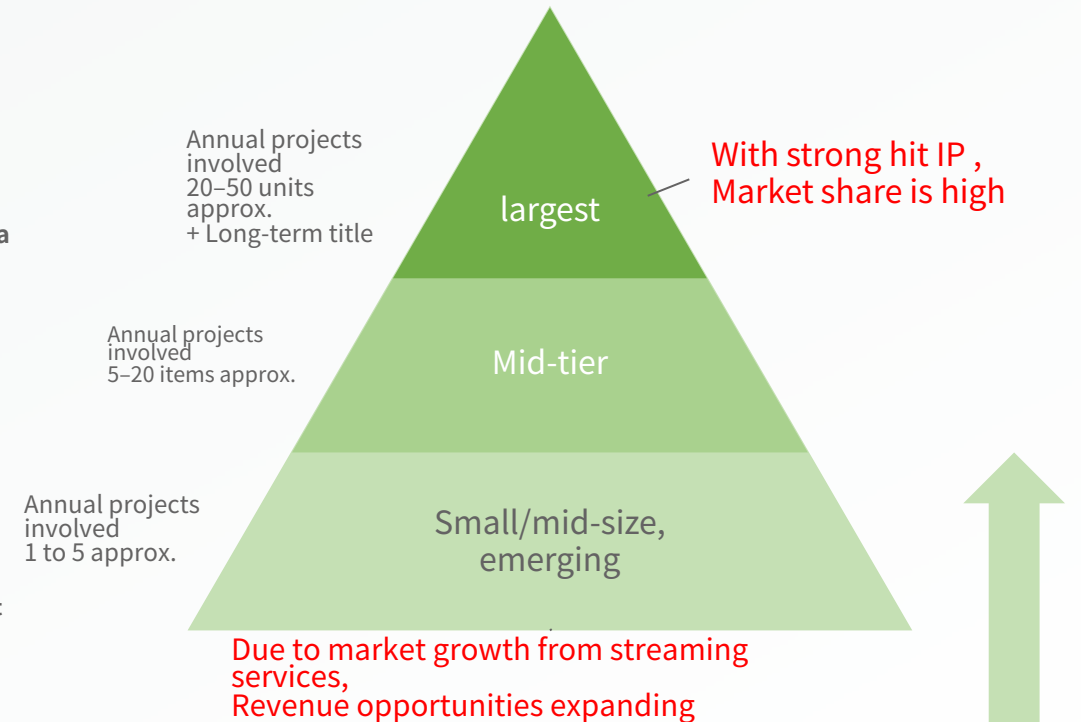 Annual projects
involved
20–50 units
approx.
+ Long-term title
With strong hit IP ,
Market share is high
largest
a
Annual projects
involved
5–20 items approx.
Mid-tier
Annual projects
involved
1 to 5 approx.
Small/mid-size,
emerging
Due to market growth from streaming
services,
Revenue opportunities expanding